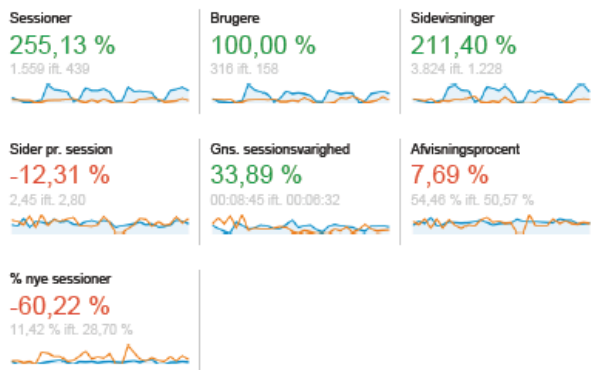 Sessioner
255,13 %
1.559 ift. 439
Brugere
100,00 %
316 ift. 158
Sidevisninger
211,40 %
3.824 ift. 1.228
Sider pr. session
-12,31 %
2,45 ift. 2,80
Gns. sessionsvarighed
33,89 %
00:08:45 ift. 00:06:32
Afvisningsprocent
7,69 %
54,46 % ift. 50,57 %
% nye sessioner
-60,22 %
11,42 % ift. 28,70 %